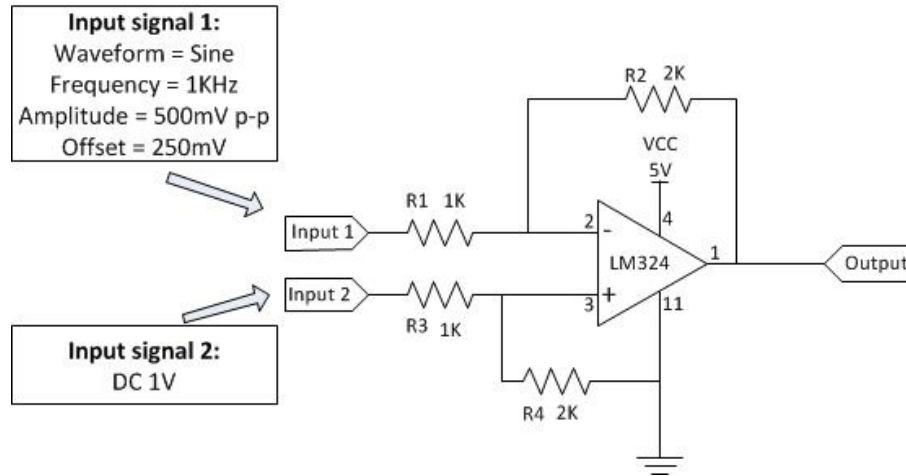 Input signal 1:
Waveform = Sine
Frequency = 1KHz
Amplitude = 500mV p-p
Offset = 250mV
R2 2K
VCC
5V
R1 1K
Input 1
2
-
4
LM324
1
Output
Input 2
+
3
11
R3 1K
Input signal 2:
DC 1V
R4 2K